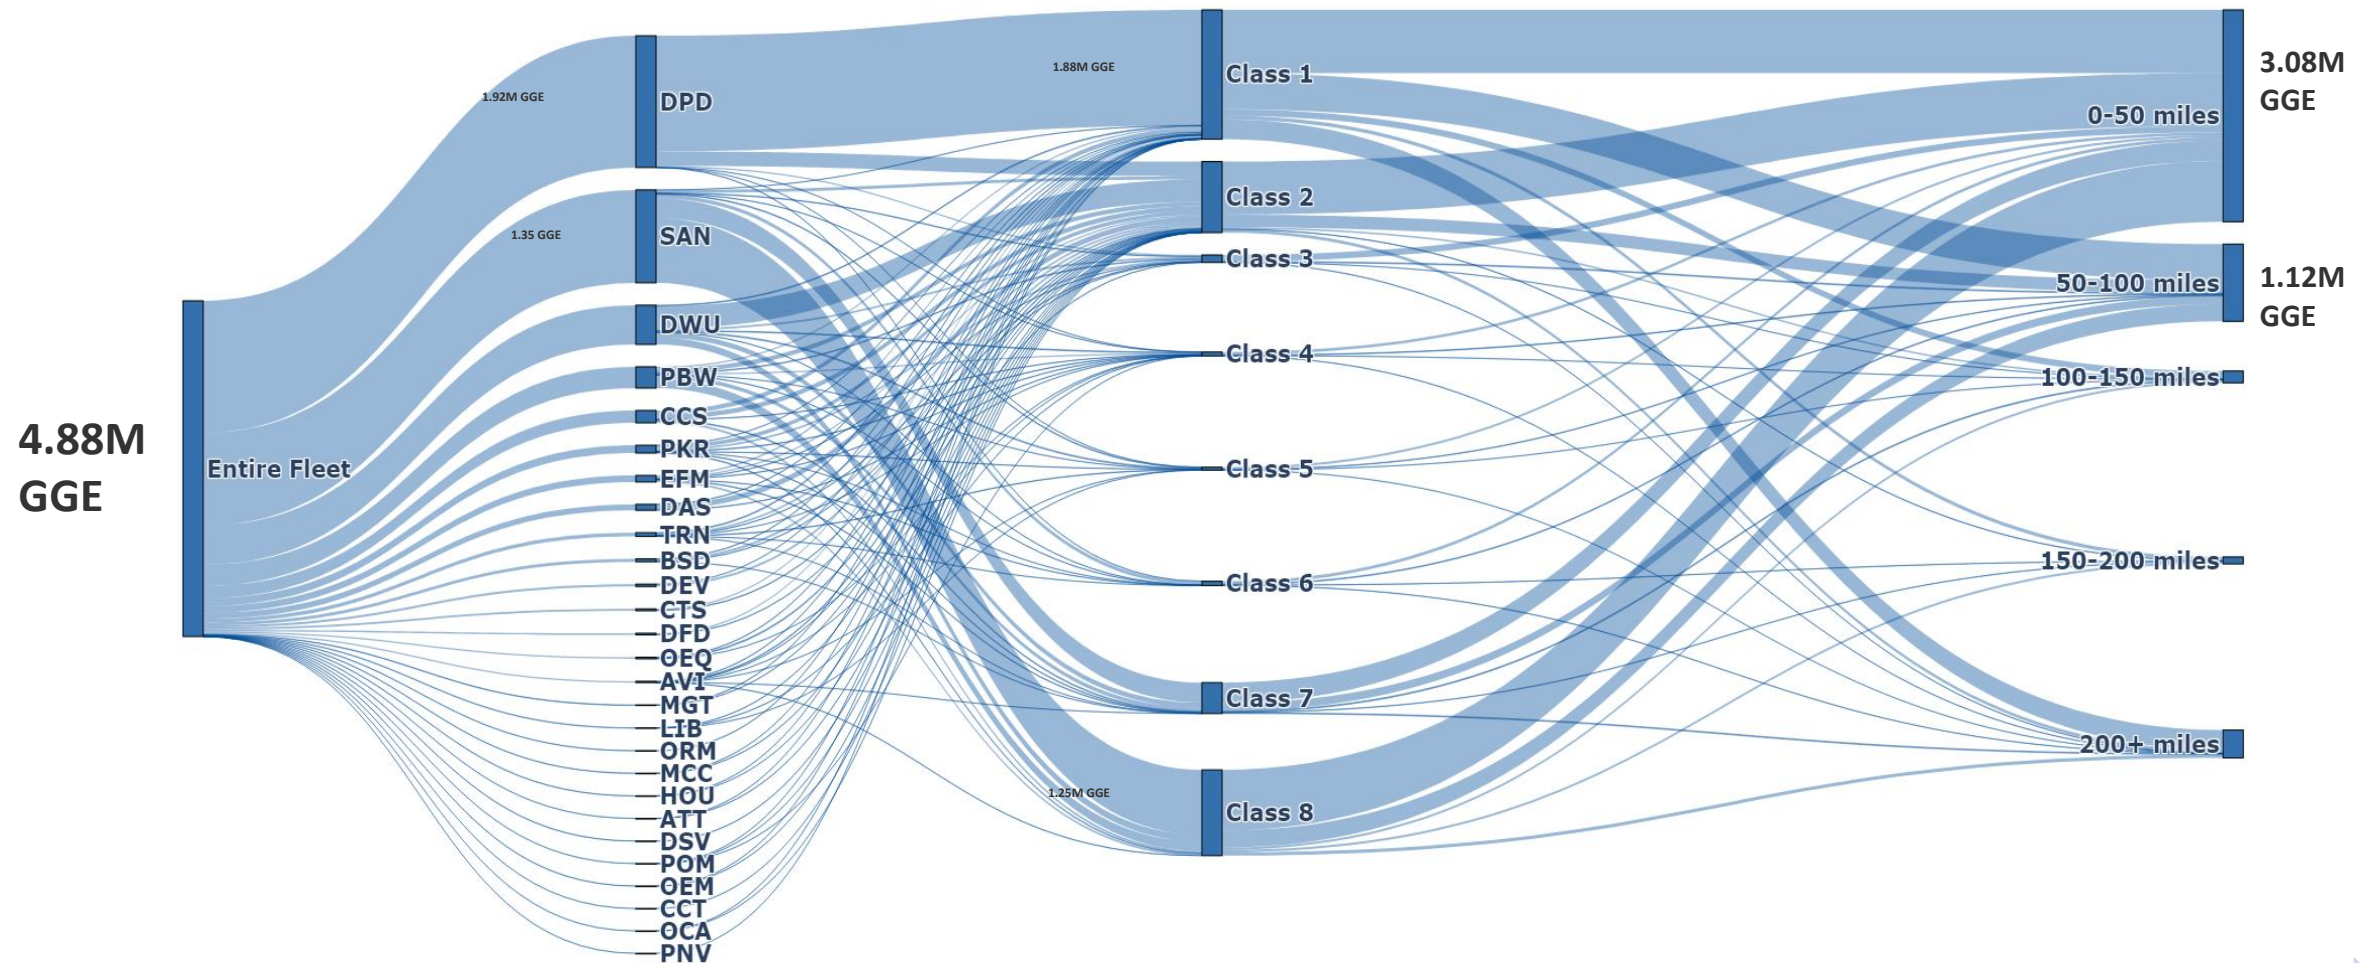 4.88M
GGE
Entire Fleet
1.92M GGE
1.35 GGE
DPD
SAN
DWU
PBW
CCS
PKR
EFM
DAS
TRN
BSD
DEV
CTS
DFD
OEQ
AVI
MGT
LIB
ORM
MCC
HOU
ATT
DSV
POM
OEM
CCT
OCA
PNV
1.88M GGE
1.25M GGE
Class 1
Class 2
Class 3
Class 4
Class 5
Class 6
Class 7
Class 8
0-50 miles
50-100 miles
100-150 miles
150-200 miles
200+ miles
3.08M
GGE
1.12M
GGE